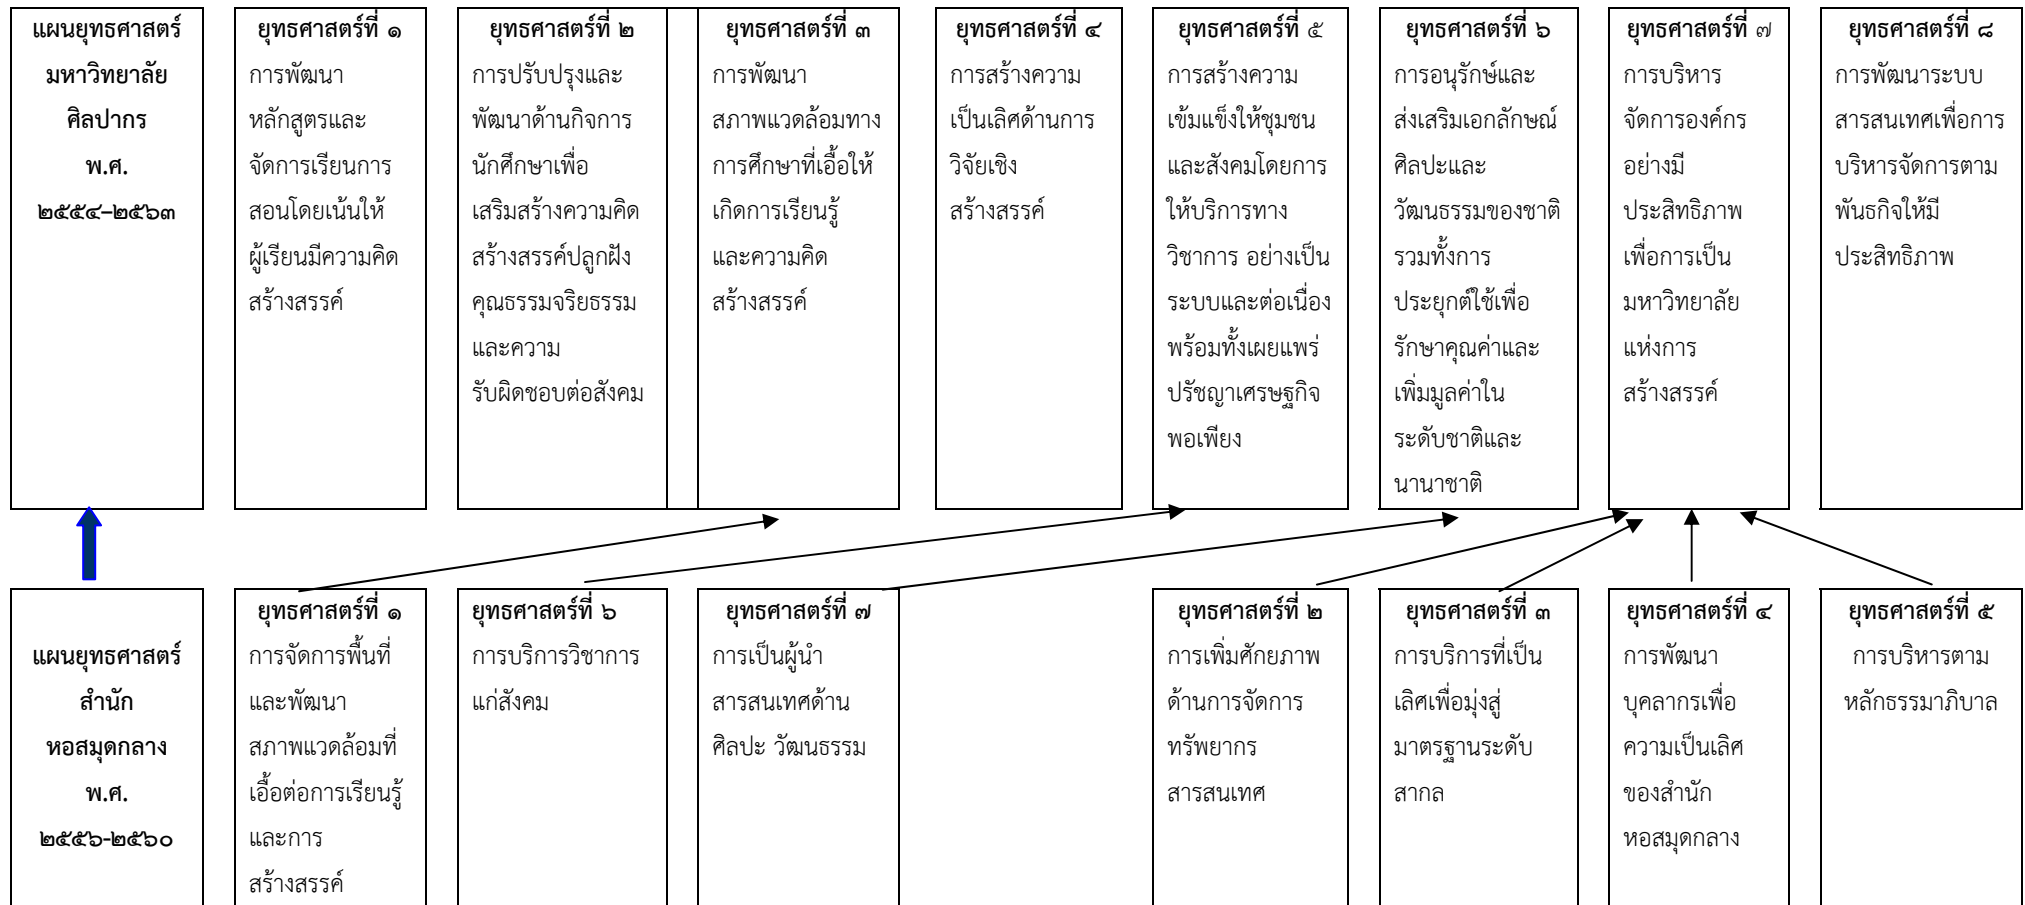 แผนยุทธศาสตร์
มหาวิทยาลัย
ศิลปากร
พ.ศ.
๒๕๕๔–๒๕๖๓
ยุทธศาสตร์ที่ ๑
การพัฒนา
หลักสูตรและ
จัดการเรียนการ
สอนโดยเน้นให้
ผู้เรียนมีความคิด
สร้างสรรค์
ยุทธศาสตร์ที่ ๒
การปรับปรุงและ
พัฒนาด้านกิจการ
นักศึกษาเพื่อ
เสริมสร้างความคิด
สร้างสรรค์ปลูกฝัง
คุณธรรมจริยธรรม
และความ
รับผิดชอบต่อสังคม
ยุทธศาสตร์ที่ ๓
การพัฒนา
สภาพแวดล้อมทาง
การศึกษาที่เอื้อให้
เกิดการเรียนรู้
และความคิด
สร้างสรรค์
ยุทธศาสตร์ที่ ๔
การสร้างความ
เป็นเลิศด้านการ
วิจัยเชิง
สร้างสรรค์
ยุทธศาสตร์ที่ ๕
การสร้างความ
เข้มแข็งให้ชุมชน
และสังคมโดยการ
ให้บริการทาง
วิชาการ อย่างเป็น
ระบบและต่อเนื่อง
พร้อมทั้งเผยแพร่
ปรัชญาเศรษฐกิจ
พอเพียง
ยุทธศาสตร์ที่ ๖
การอนุรักษ์และ
ส่งเสริมเอกลักษณ์
ศิลปะและ
วัฒนธรรมของชาติ
รวมทั้งการ
ประยุกต์ใช้เพื่อ
รักษาคุณค่าและ
เพิ่มมูลค่าใน
ระดับชาติและ
นานาชาติ
ยุทธศาสตร์ที่ ๗
การบริหาร
จัดการองค์กร
อย่างมี
ประสิทธิภาพ
เพื่อการเป็น
มหาวิทยาลัย
แห่งการ
สร้างสรรค์
ยุทธศาสตร์ที่ ๘
การพัฒนาระบบ
สารสนเทศเพื่อการ
บริหารจัดการตาม
พันธกิจให้มี
ประสิทธิภาพ
แผนยุทธศาสตร์
สำนัก
หอสมุดกลาง
พ.ศ.
๒๕๕๖-๒๕๖๐
ยุทธศาสตร์ที่ ๑
การจัดการพื้นที่
และพัฒนา
สภาพแวดล้อมที่
เอื้อต่อการเรียนรู้
และการ
สร้างสรรค์
ยุทธศาสตร์ที่ ๖
การบริการวิชาการ
แก่สังคม
ยุทธศาสตร์ที่ ๗
การเป็นผู้นำ
สารสนเทศด้าน
ศิลปะ วัฒนธรรม
ยุทธศาสตร์ที่ ๒
การเพิ่มศักยภาพ
ด้านการจัดการ
ทรัพยากร
สารสนเทศ
ยุทธศาสตร์ที่ ๓
การบริการที่เป็น
เลิศเพื่อมุ่งสู่
มาตรฐานระดับ
สากล
ยุทธศาสตร์ที่ ๔
การพัฒนา
บุคลากรเพื่อ
ความเป็นเลิศ
ของสำนัก
หอสมุดกลาง
ยุทธศาสตร์ที่ ๕
การบริหารตาม
หลักธรรมาภิบาล